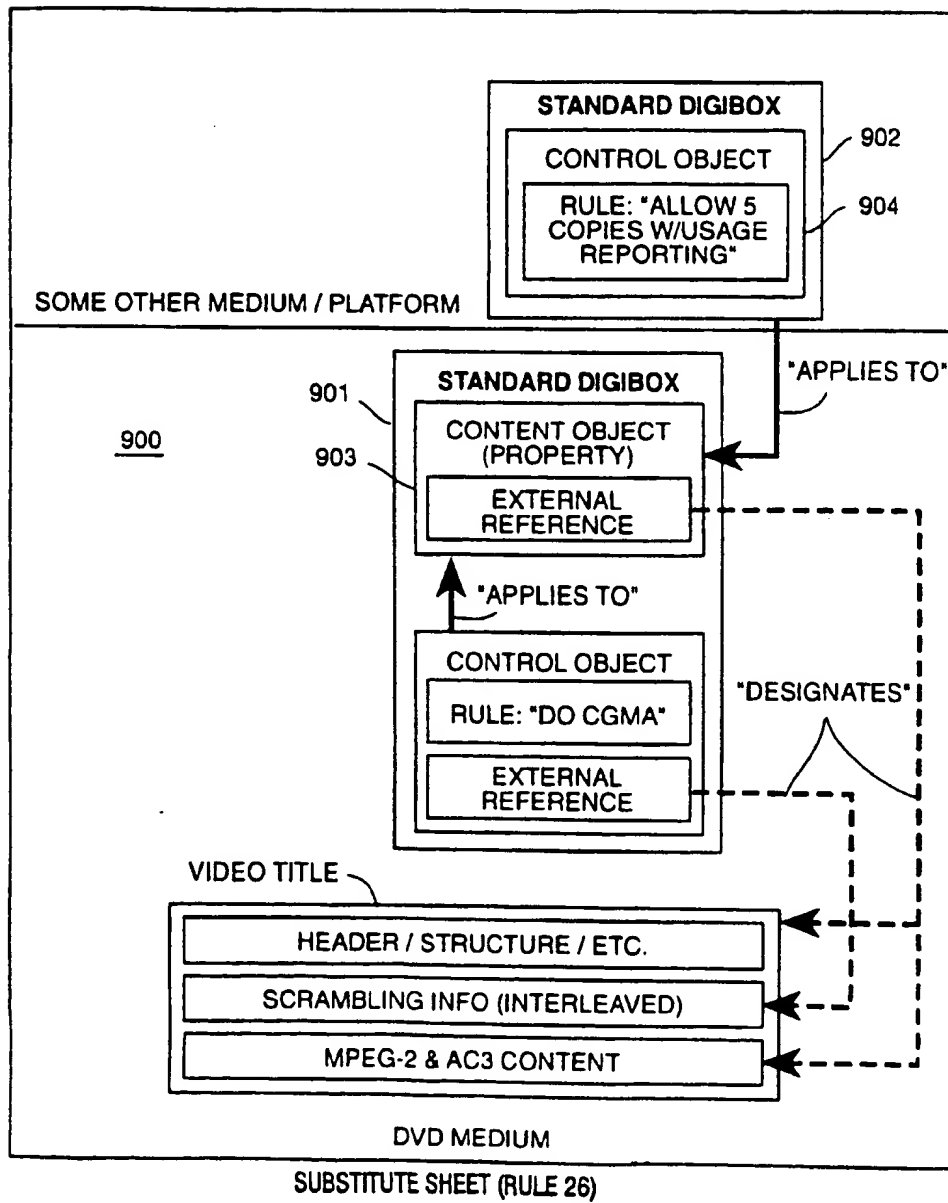 STANDARD DIGIBOX
902
CONTROL OBJECT
904
RULE: "ALLOW 5
COPIES W/USAGE
REPORTING"
SOME OTHER MEDIUM / PLATFORM
"APPLIES TO"
STANDARD DIGIBOX
901
900
CONTENT OBJECT
(PROPERTY)
903
EXTERNAL
REFERENCE
"APPLIES TO"
CONTROL OBJECT
"DESIGNATES"
RULE: "DO CGMA"
EXTERNAL
REFERENCE
VIDEO TITLE
HEADER / STRUCTURE / ETC.
SCRAMBLING INFO (INTERLEAVED)
MPEG-2 & AC3 CONTENT
DVD MEDIUM
SUBSTITUTE SHEET (RULE 26)